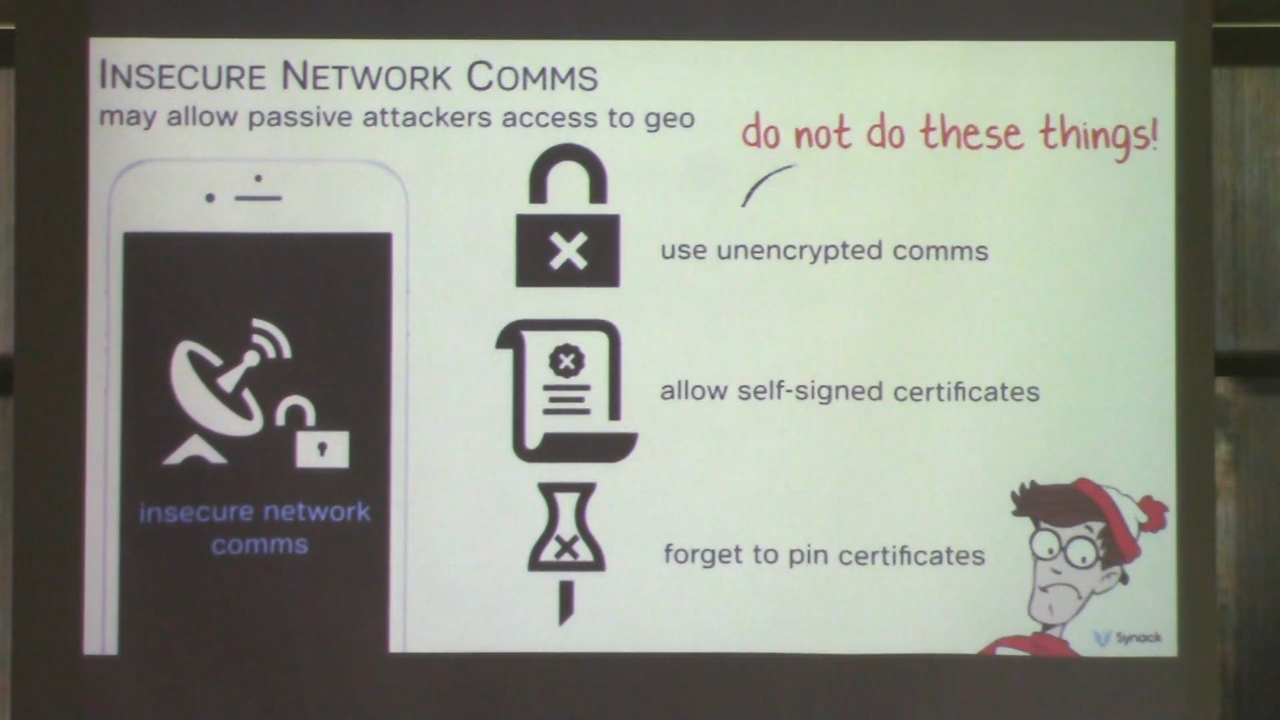 INSECURE NETWORK COMMS
may allow passive attackers access to geo
do not do these things!
use unencrypted comms
allow self-signed certificates
forget to pin certificates
insecure network
comms
Synack